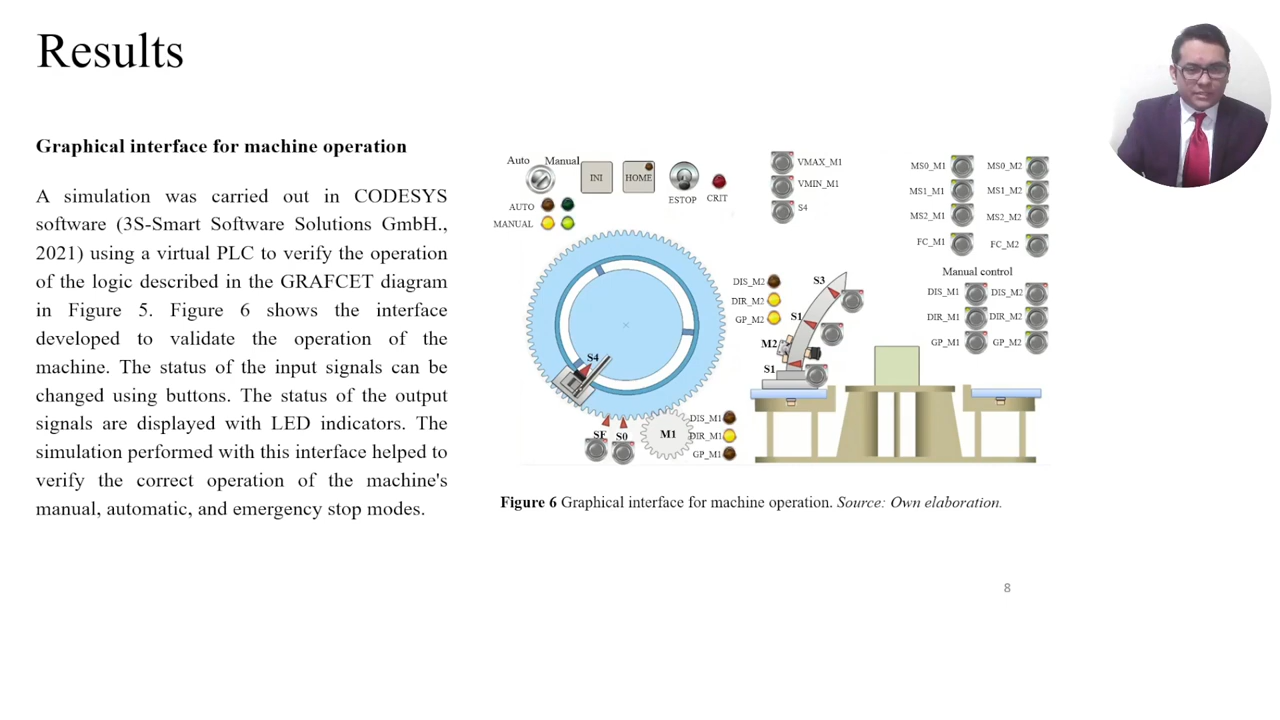 Results
Graphical interface for machine operation
A simulation was carried out in CODESYS
software (3S-Smart Software Solutions GmbH.,
2021) using a virtual PLC to verify the operation
of the logic described in the GRAFCET diagram
in Figure 5. Figure 6 shows the interface
developed to validate the operation of the
machine. The status of the input signals can be
changed using buttons. The status of the output
signals are displayed with LED indicators. The
simulation performed with this interface helped to
verify the correct operation of the machine's
manual, automatic, and emergency stop modes.
Auto Manual
INI
HOME
ESTOP
CRIT
AUTO
MANUAL
VMAX_M1
VMIN_M1
S4
MS0_M1 MS0_M2
MS1_M1 MS1_M2
MS2_M1 MS2_M2
FC_M1 FC_M2
Manual control
DIS_M1 DIS_M2
DIR_M1 DIR_M2
GP_M1 GP_M2
DIS_M2
DIR_M2
GP_M2
S3
S1
M2
S1
S4
SF S0
M1
DIS_M1
DIR_M1
GP_M1
Figure 6 Graphical interface for machine operation. Source: Own elaboration.
8